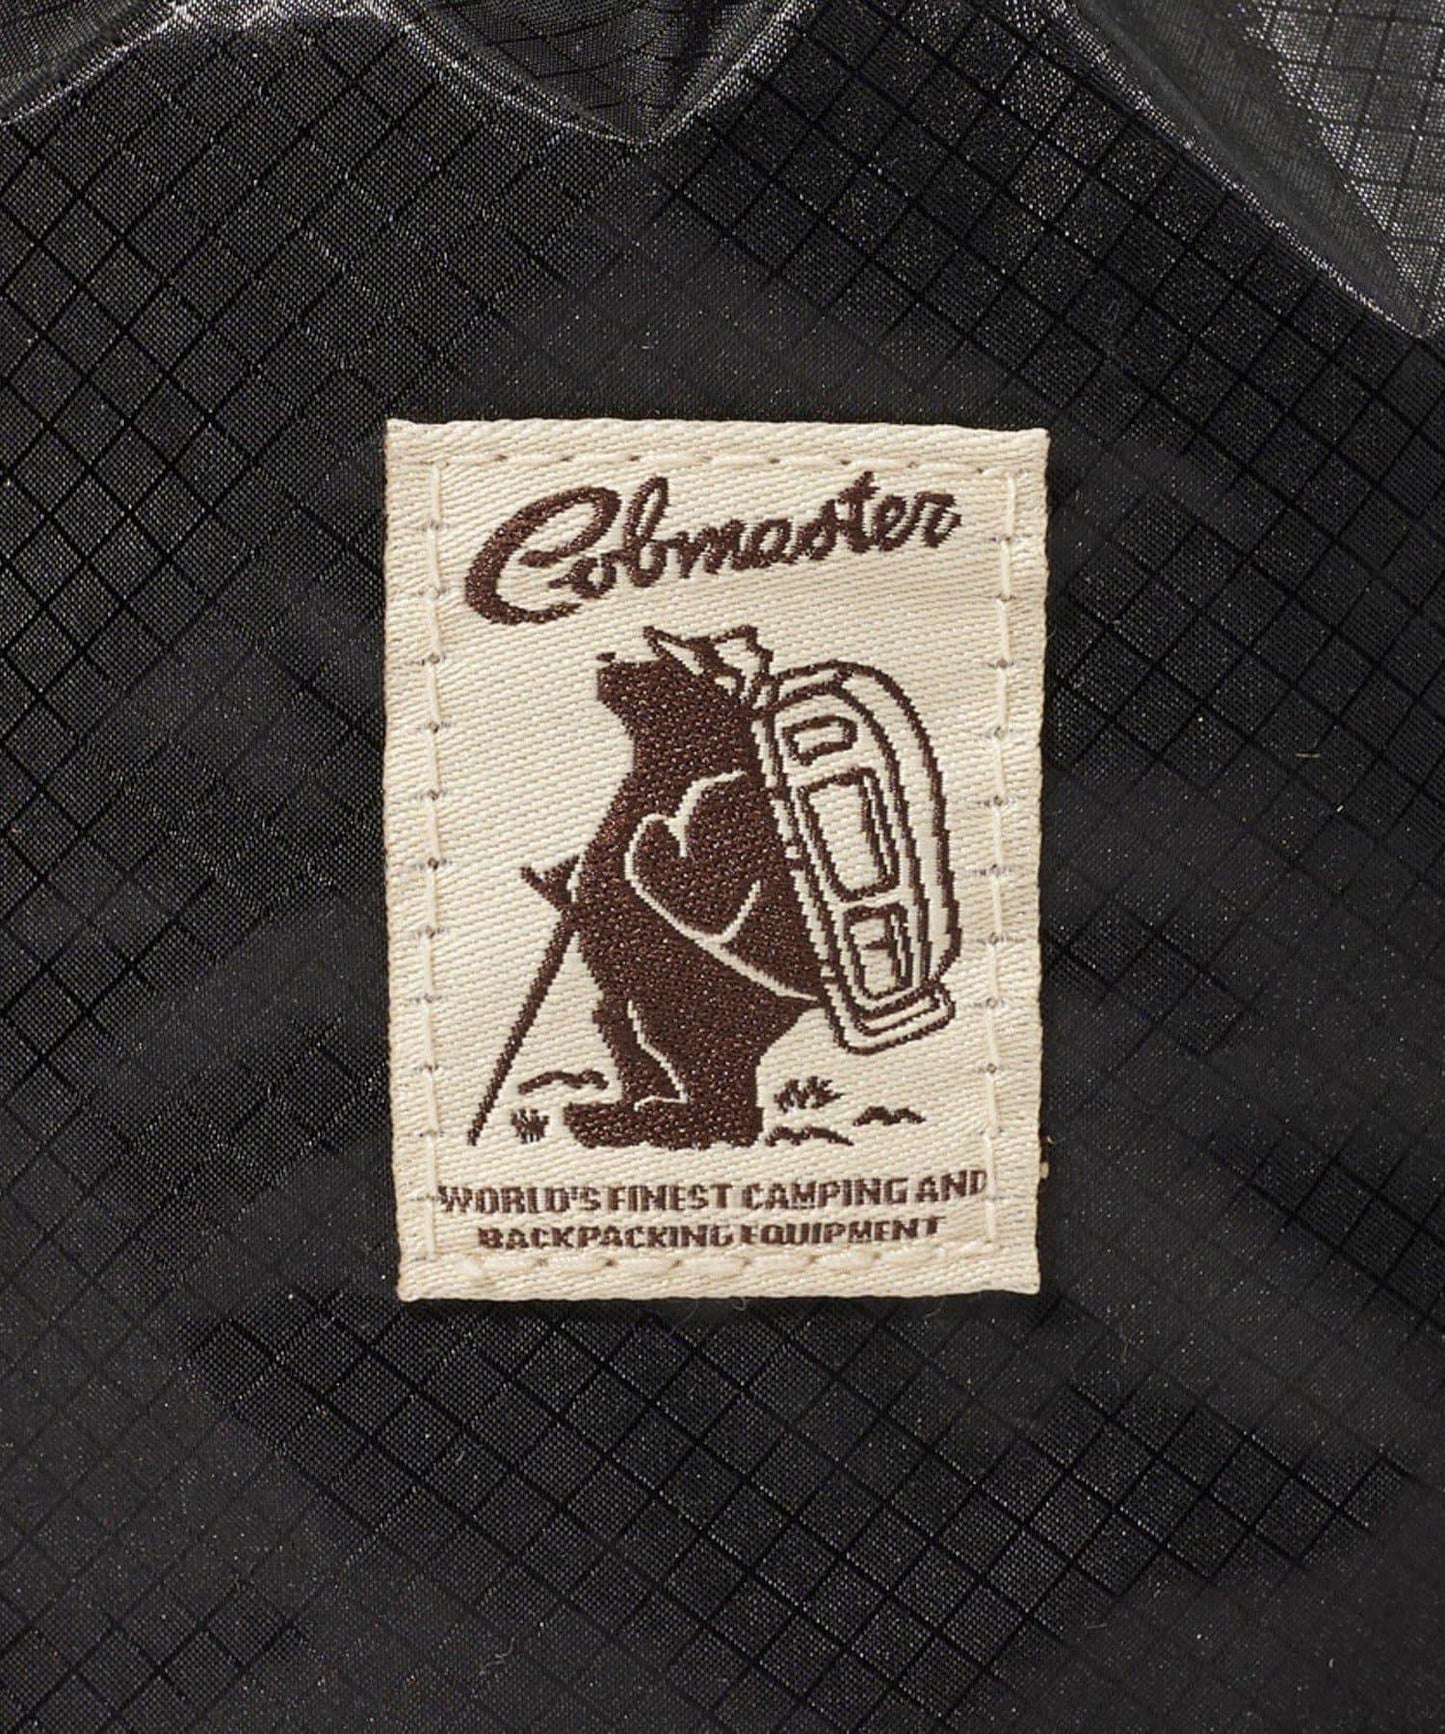 Cobmaster
WORLD'S FINEST CAMPING AND
BACKPACKING EQUIPMENT